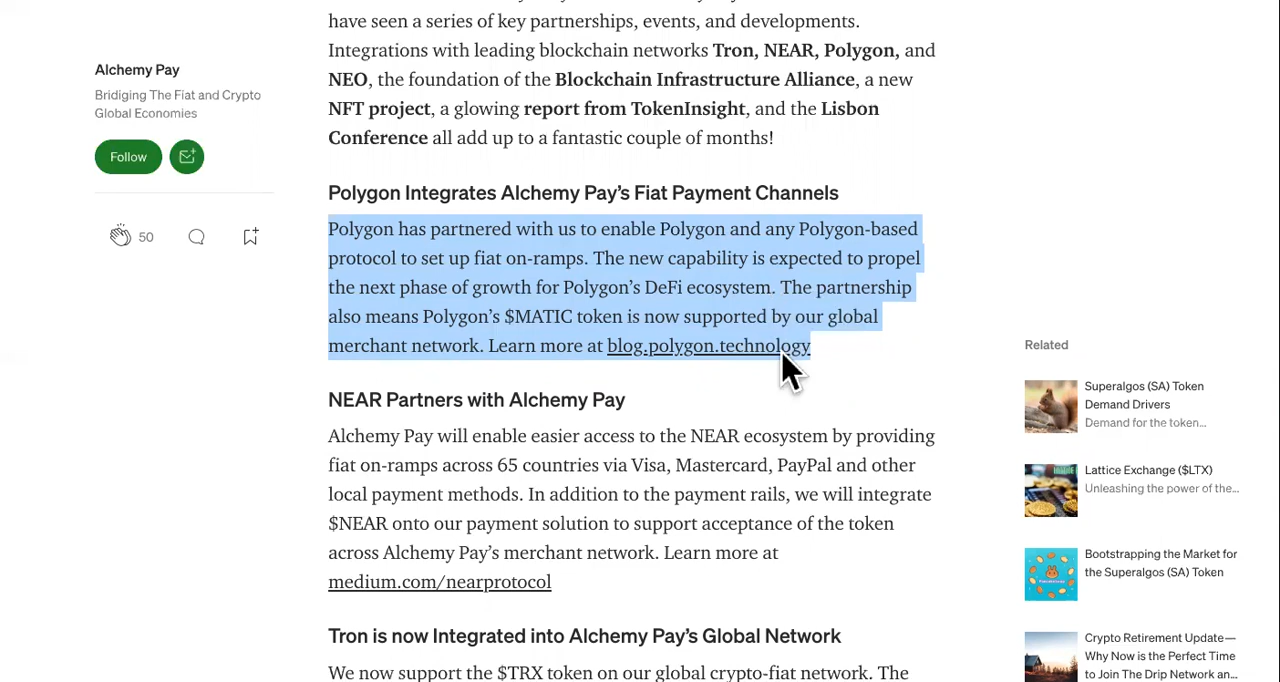 have seen a series of key partnerships, events, and developments.
Integrations with leading blockchain networks Tron, NEAR, Polygon, and
NEO, the foundation of the Blockchain Infrastructure Alliance, a new
NFT project, a glowing report from TokenInsight, and the Lisbon
Conference all add up to a fantastic couple of months!
Alchemy Pay
Bridiging The Fiat and Crypto
Global Economies
Follow
50
Polygon Integrates Alchemy Pay’s Fiat Payment Channels
Polygon has partnered with us to enable Polygon and any Polygon-based
protocol to set up fiat on-ramps. The new capability is expected to propel
the next phase of growth for Polygon’s DeFi ecosystem. The partnership
also means Polygon’s $MATIC token is now supported by our global
merchant network. Learn more at blog.polygon.technology
NEAR Partners with Alchemy Pay
Alchemy Pay will enable easier access to the NEAR ecosystem by providing
fiat on-ramps across 65 countries via Visa, Mastercard, PayPal and other
local payment methods. In addition to the payment rails, we will integrate
$NEAR onto our payment solution to support acceptance of the token
across Alchemy Pay’s merchant network. Learn more at
medium.com/nearprotocol
Tron is now Integrated into Alchemy Pay’s Global Network
We now support the $TRX token on our global crypto-fiat network. The
Related
Superalgos (SA) Token
Demand Drivers
Demand for the token...
Lattice Exchange ($LTX)
Unleashing the power of the...
Bootstrapping the Market for
the Superalgos (SA) Token
Crypto Retirement Update—
Why Now is the Perfect Time
to Join The Drip Network an...